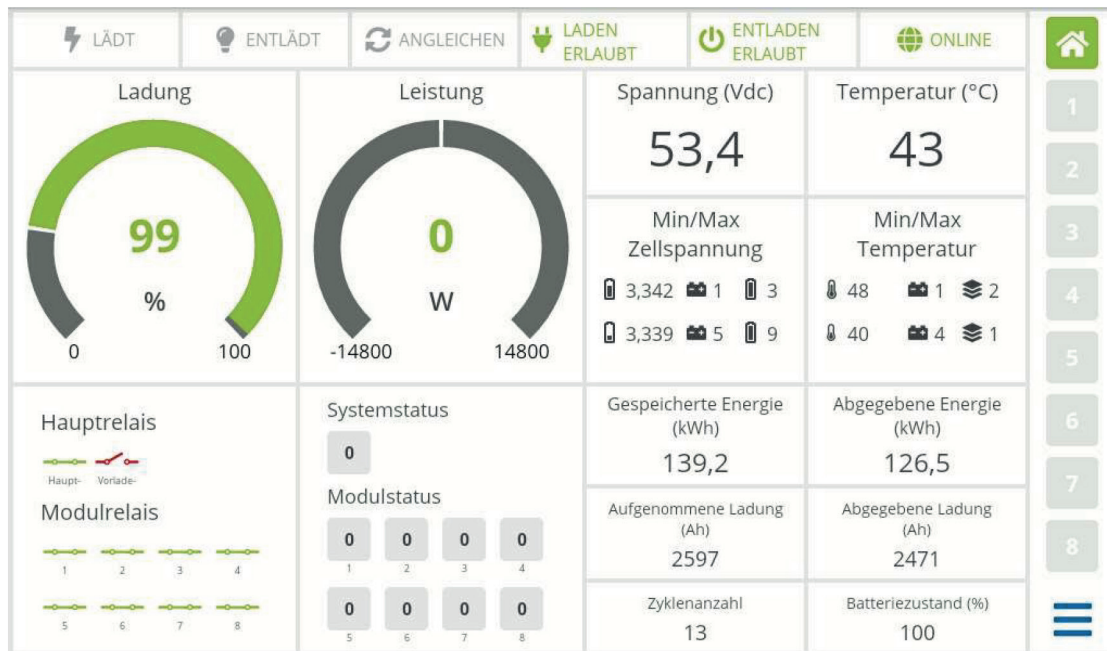 LÄDT
ENTLÄDT
ANGLEICHEN
LADEN
ERLAUBT
ENTLADEN
ERLAUBT
ONLINE
Ladung
99
%
0
100
Leistung
0
W
-14800
14800
Spannung (Vdc)
53,4
Temperatur (°C)
43
Min/Max
Zellspannung
3,342 1 3
3,339 5 9
Min/Max
Temperatur
48 1 2
40 4 1
Hauptrelais
Haupt- Vorlade-
Modulrelais
1 2 3 4
5 6 7 8
Systemstatus
0
Modulstatus
0 0 0 0
1 2 3 4
0 0 0 0
5 6 7 8
Gespeicherte Energie
(kWh)
139,2
Abgegebene Energie
(kWh)
126,5
Aufgenommene Ladung
(Ah)
2597
Abgegebene Ladung
(Ah)
2471
Zyklenanzahl
13
Batteriezustand (%)
100
1
2
3
4
5
6
7
8